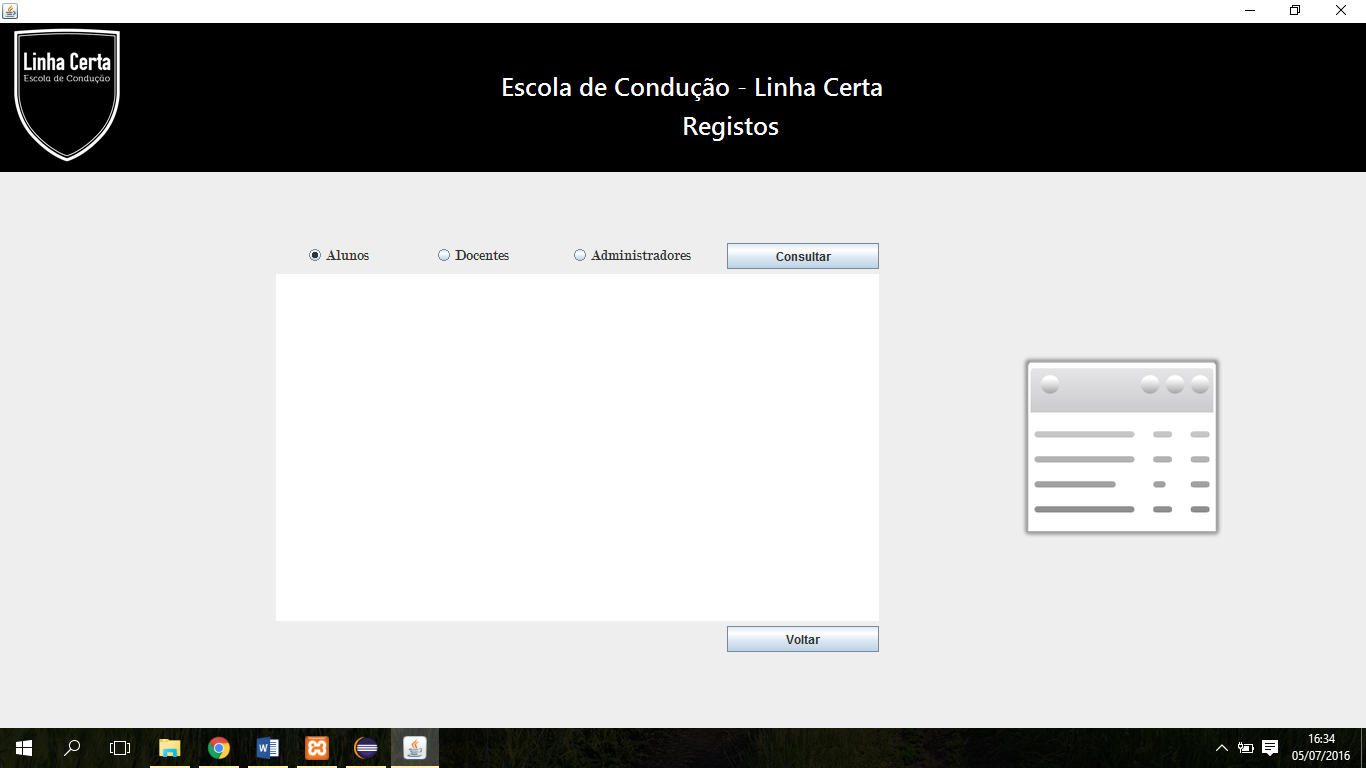 Linha Certa
Escola de Condução
Escola de Condução - Linha Certa
Registos
Alunos Docentes Administradores Consultar
Voltar
16:34
05/07/2016